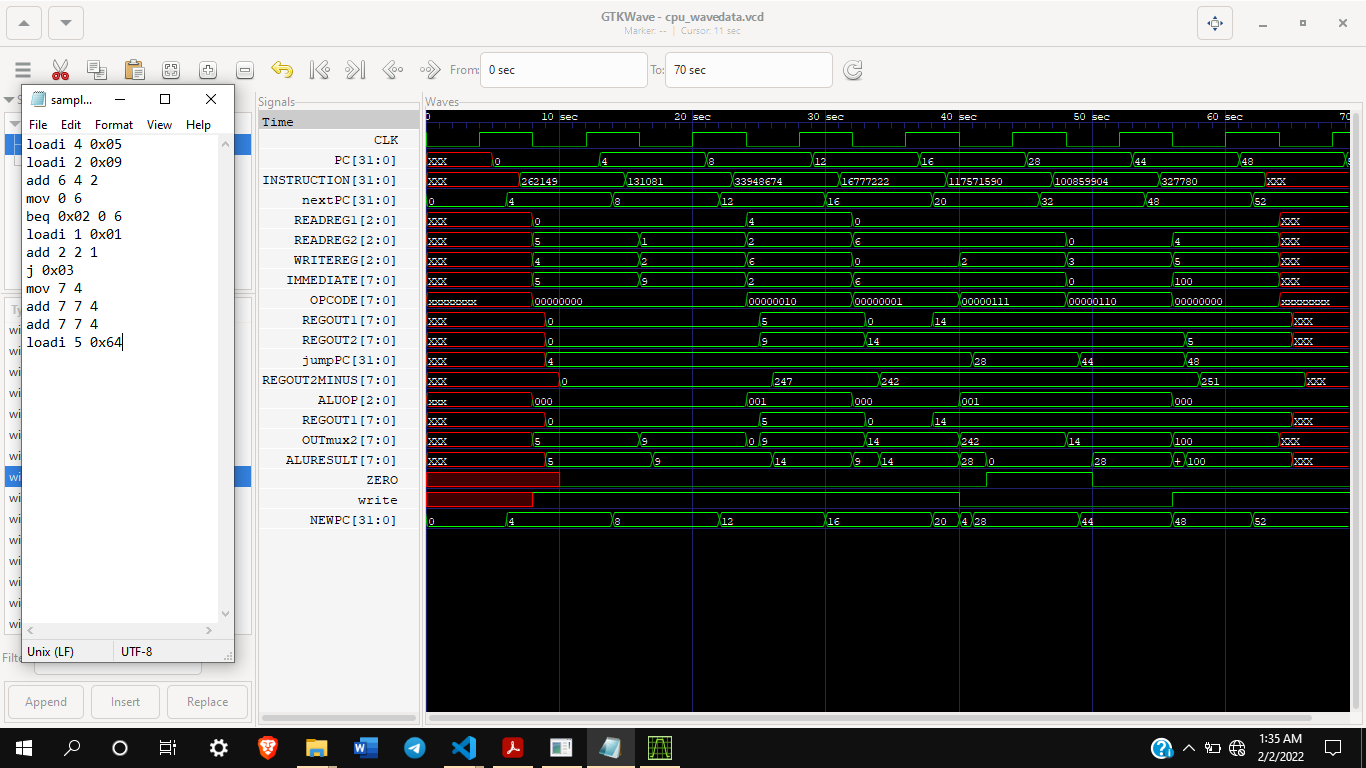 GTKWave - cpu_wavedata.vcd
Marker: -- | Cursor: 11 sec
From: 0 sec To: 70 sec
sampl...
File Edit Format View Help
loadi 4 0x05
loadi 2 0x09
add 6 4 2
mov 0 6
beq 0x02 0 6
loadi 1 0x01
add 2 2 1
j 0x03
mov 7 4
add 7 7 4
add 7 7 4
loadi 5 0x64
Unix (LF) UTF-8
Append Insert Replace
Signals
Waves
Time 0 10 sec 20 sec 30 sec 40 sec 50 sec 60 sec 70
CLK
PC[31:0] XXX 0 4 8 12 16 28 44 48
INSTRUCTION[31:0] XXX 262149 131081 33948674 16777222 117571590 100859904 327780 XXX
nextPC[31:0] 0 4 8 12 16 20 32 48 52
READREG1[2:0] XXX 0 4 0 XXX
READREG2[2:0] XXX 5 1 2 6 0 4 XXX
WRITEREG[2:0] XXX 4 2 6 0 2 3 5 XXX
IMMEDIATE[7:0] XXX 5 9 2 6 0 100 XXX
OPCODE[7:0] xxxxxxxx 00000000 00000010 00000001 00000111 00000110 00000000 xxxxxxxx
REGOUT1[7:0] XXX 0 5 0 14 XXX
REGOUT2[7:0] XXX 0 9 14 5 XXX
jumpPC[31:0] XXX 4 28 44 48
REGOUT2MINUS[7:0] XXX 0 247 242 251 XXX
ALUOP[2:0] xxx 000 001 000 001 000
REGOUT1[7:0] XXX 0 5 0 14 XXX
OUTmux2[7:0] XXX 5 9 0 9 14 242 14 100 XXX
ALURESULT[7:0] XXX 5 9 14 9 14 28 0 28 + 100 XXX
ZERO
write
NEWPC[31:0] 0 4 8 12 16 20 4 28 44 48 52
1:35 AM
2/2/2022